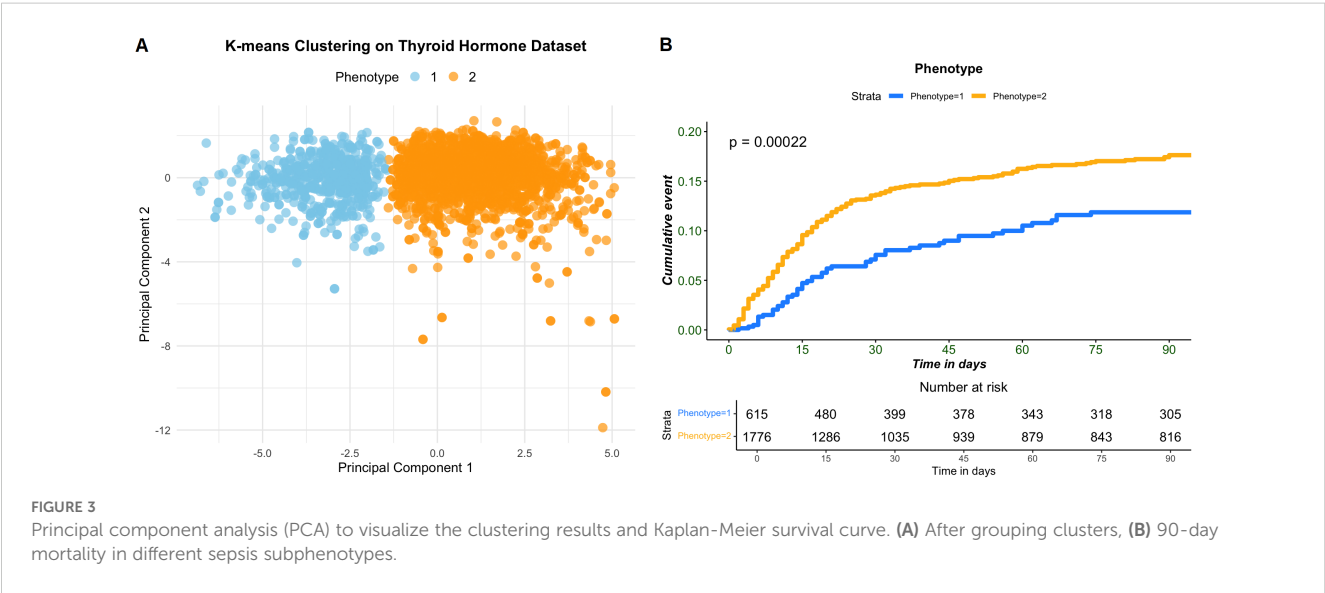 A
K-means Clustering on Thyroid Hormone Dataset
Phenotype 1 2
Principal Component 2
0
-4
-8
-12
-5.0 -2.5 0.0 2.5 5.0
Principal Component 1
B
Phenotype
Strata Phenotype=1 Phenotype=2
p = 0.00022
Cumulative event
0.20
0.15
0.10
0.05
0.00
0 15 30 45 60 75 90
Time in days
Number at risk
Strata
Phenotype=1 615 480 399 378 343 318 305
Phenotype=2 1776 1286 1035 939 879 843 816
0 15 30 45 60 75 90
Time in days
FIGURE 3
Principal component analysis (PCA) to visualize the clustering results and Kaplan-Meier survival curve. (A) After grouping clusters, (B) 90-day
mortality in different sepsis subphenotypes.